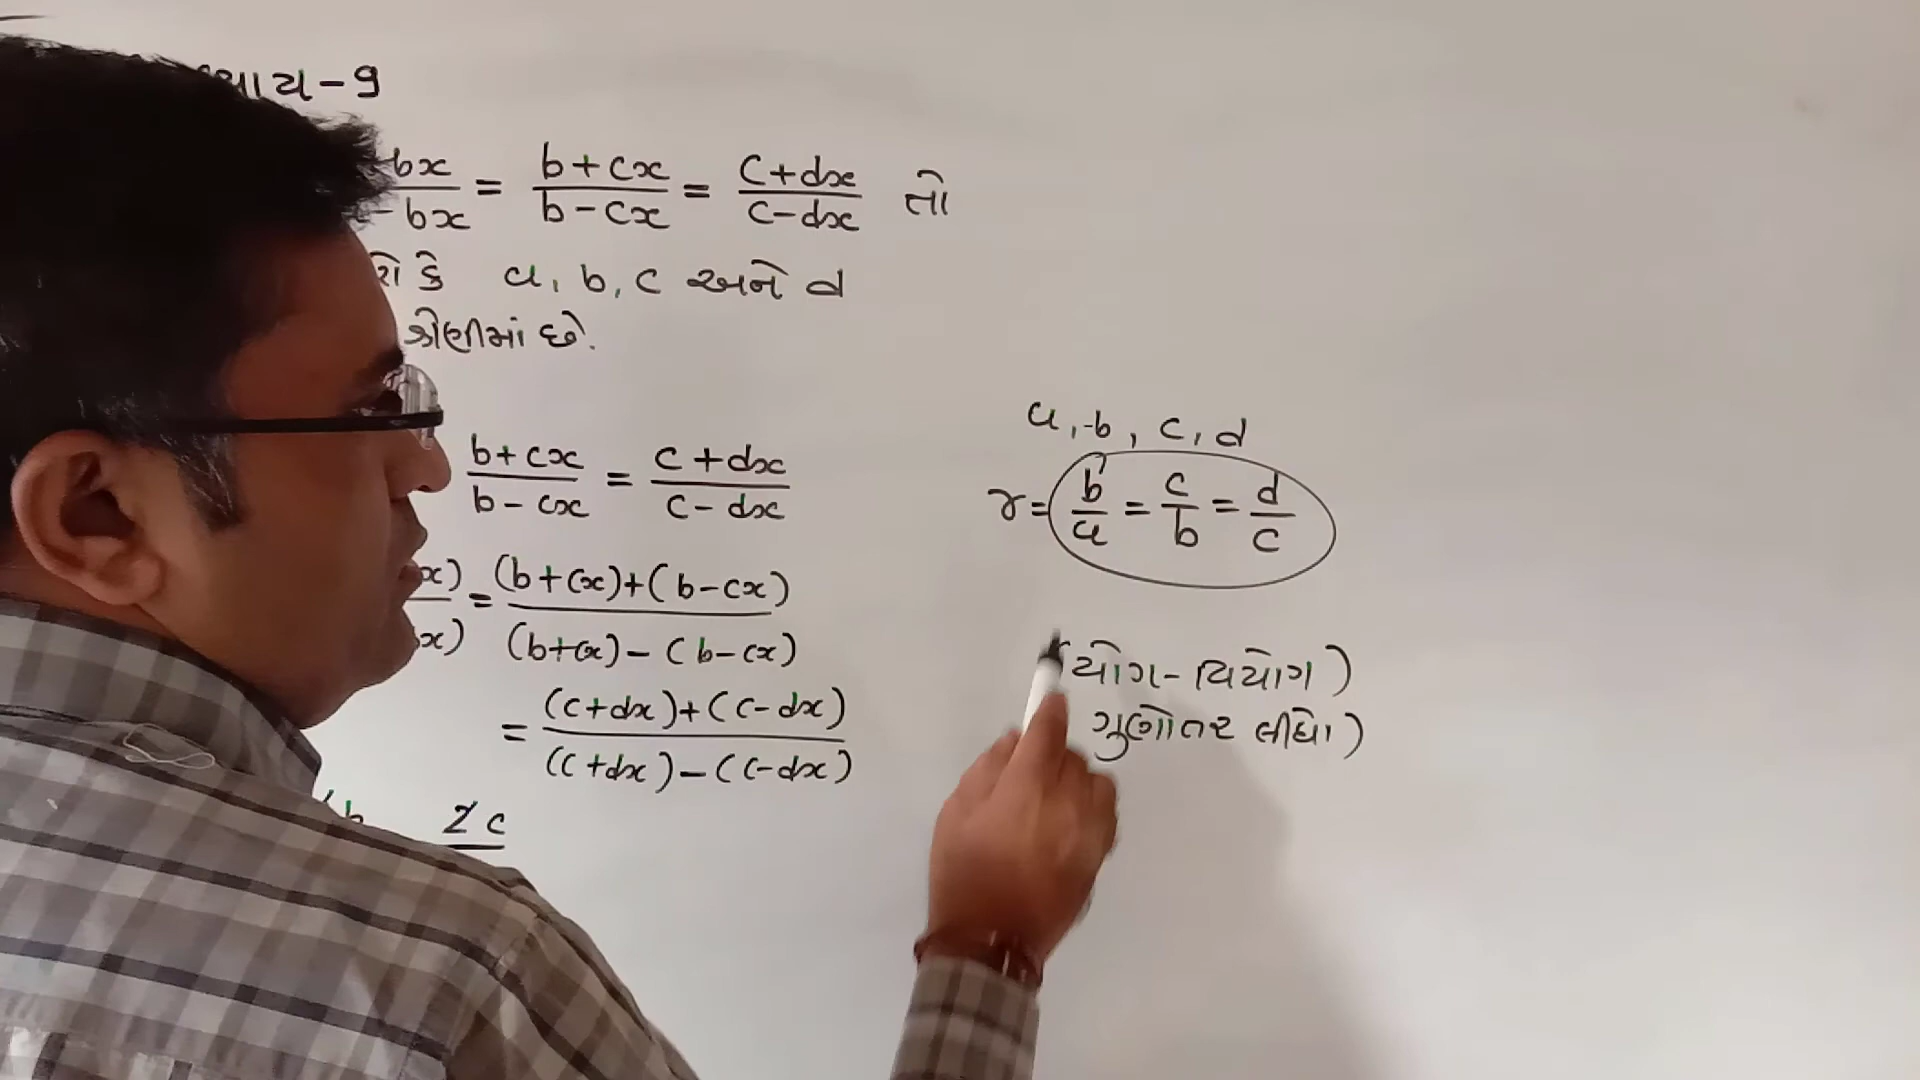 -9
bx/-bx = b+cx/b-cx = c+dx/c-dx તો
કે a, b, c અને d
શ્રેણીમાં છે.
b+cx/b-cx = c+dx/c-dx
x)/x) = (b+cx)+(b-cx)/(b+cx)-(b-cx)
= (c+dx)+(c-dx)/(c+dx)-(c-dx)
2c
a, b, c, d
r = b/a = c/b = d/c
(યોગ-વિયોગ)
ગુણોતર લીધો)